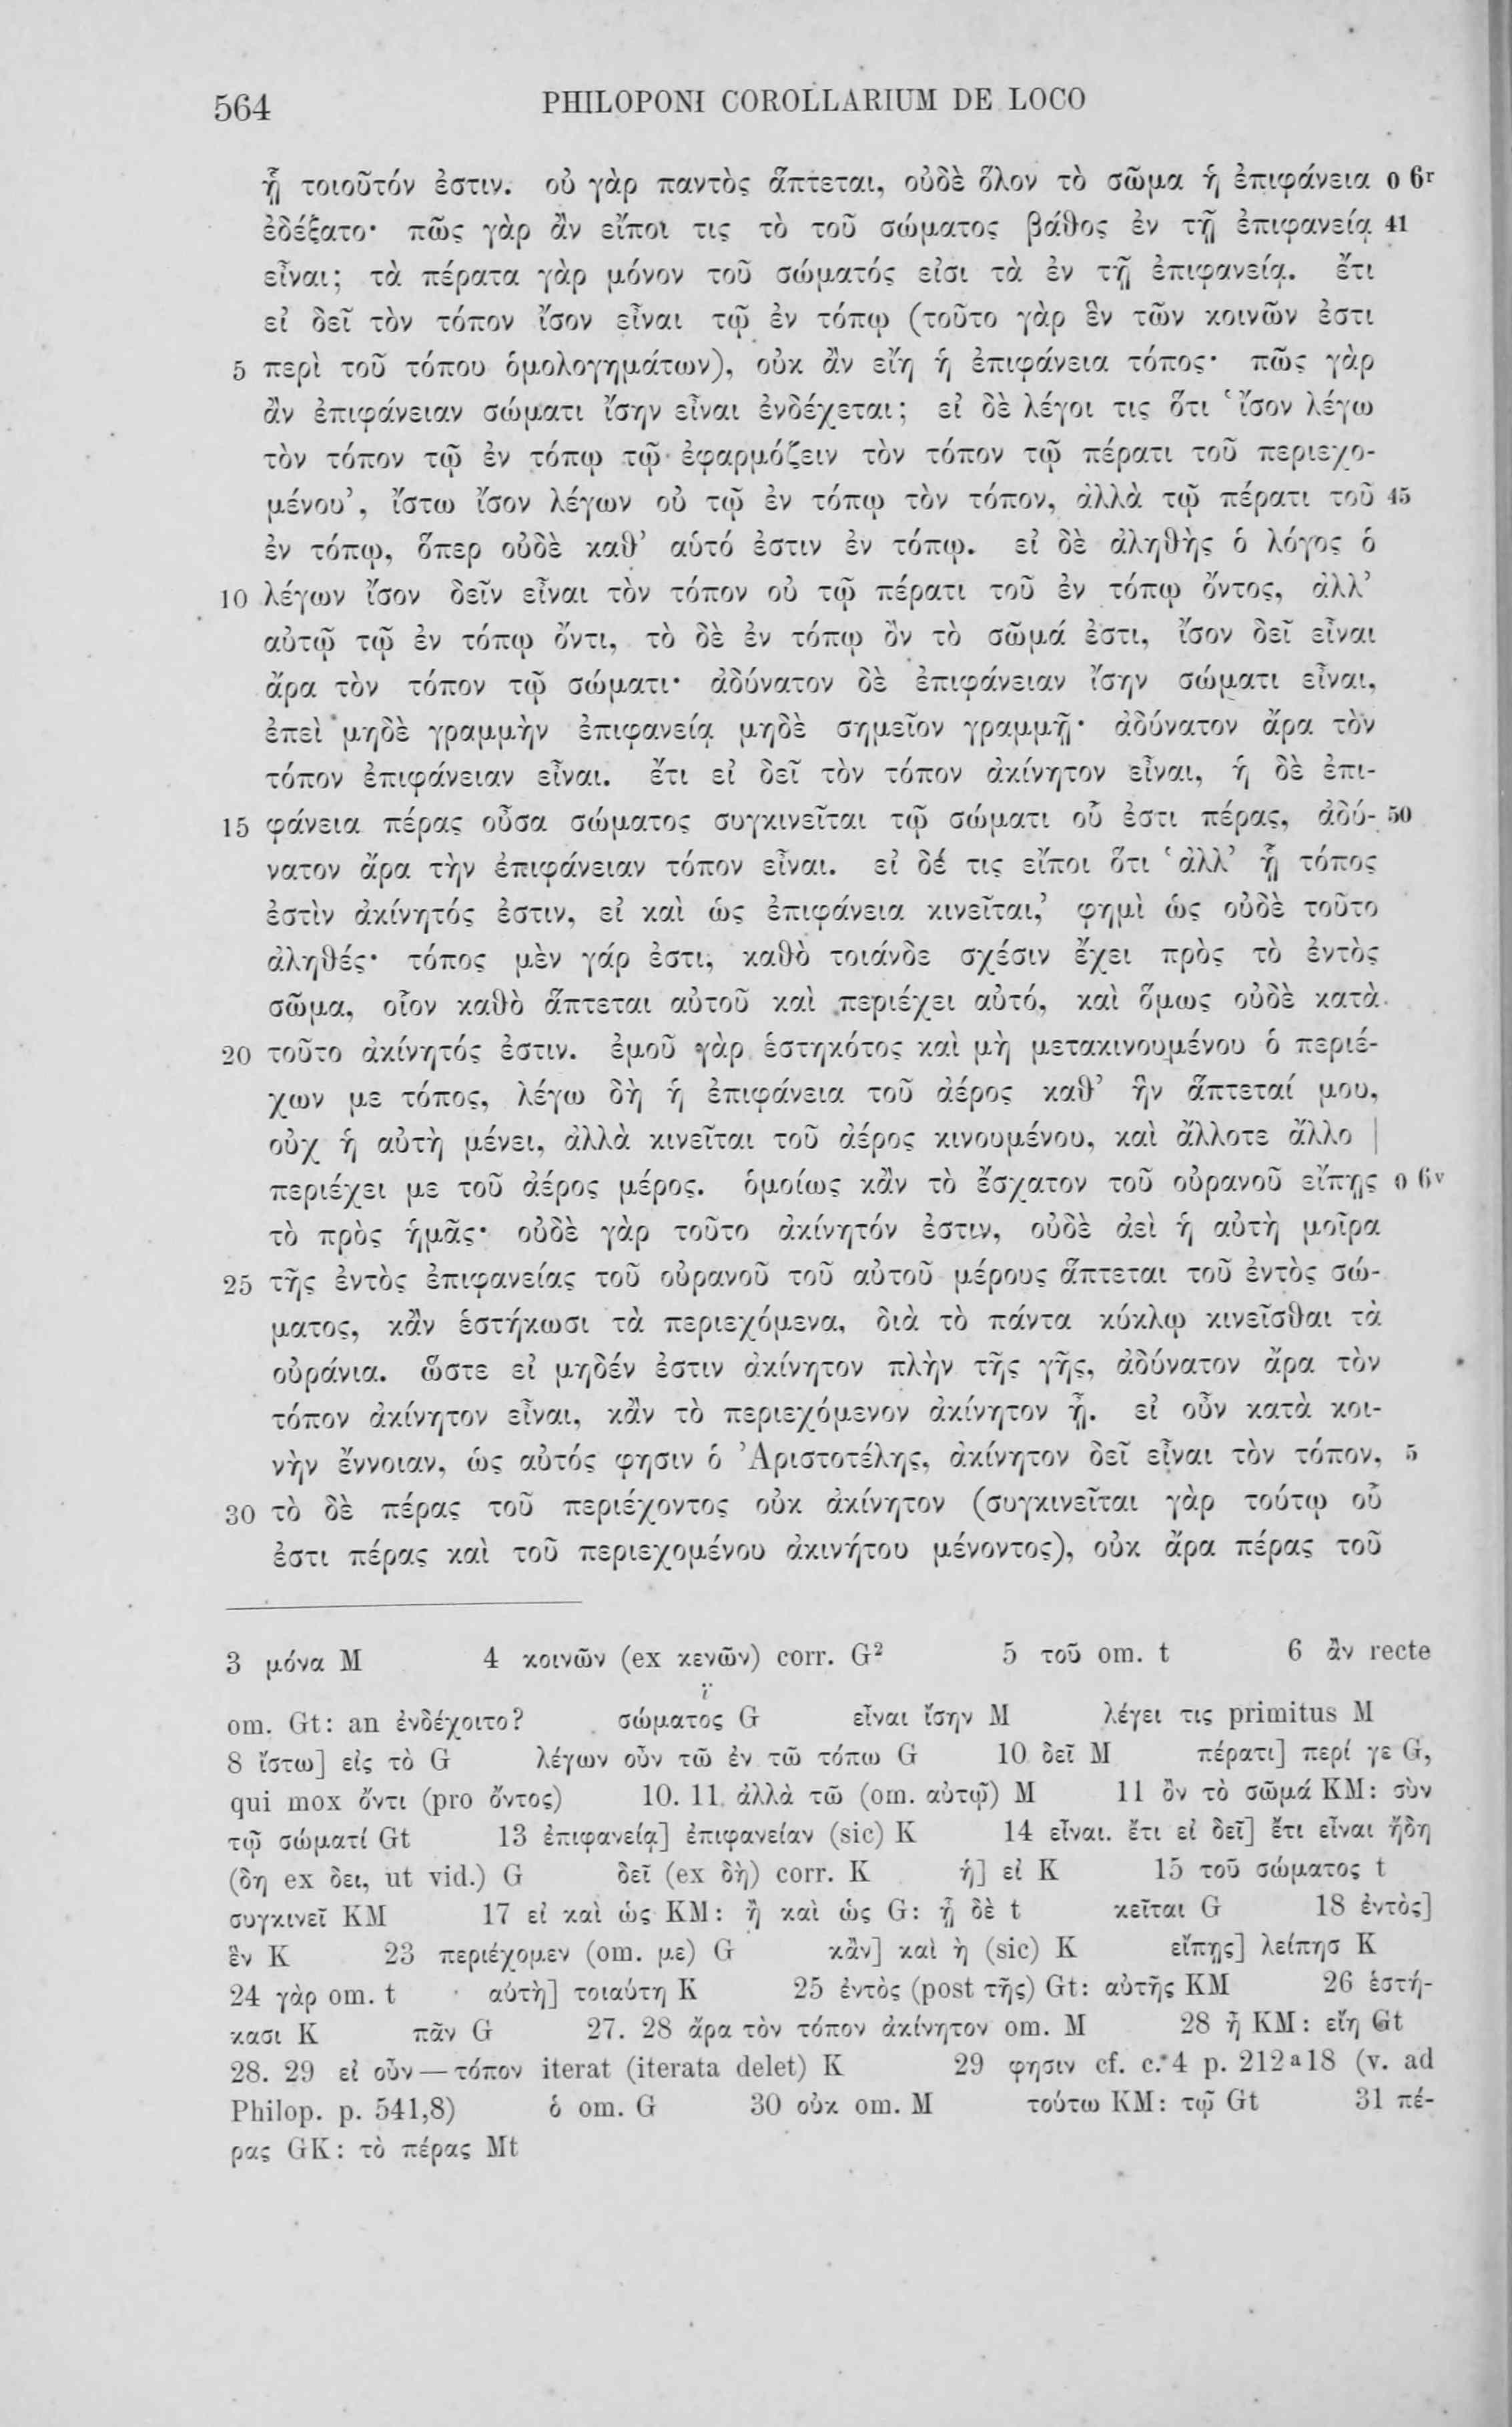 564 PHILOPONI COROLLARIUM DE LOCO
ᾗ τοιοῦτόν ἐστιν. οὐ γὰρ παντὸς ἅπτεται, οὐδὲ ὅλον τὸ σῶμα ἡ ἐπιφάνεια ο 6r
ἐδέξατο· πῶς γὰρ ἂν εἴποι τις τὸ τοῦ σώματος βάθος ἐν τῇ ἐπιφανείᾳ 41
εἶναι; τὰ πέρατα γὰρ μόνον τοῦ σώματός εἰσι τὰ ἐν τῇ ἐπιφανείᾳ. ἔτι
εἰ δεῖ τὸν τόπον ἴσον εἶναι τῷ ἐν τόπῳ (τοῦτο γὰρ ἓν τῶν κοινῶν ἐστι
5 περὶ τοῦ τόπου ὁμολογημάτων), οὐκ ἂν εἴη ἡ ἐπιφάνεια τόπος· πῶς γὰρ
ἂν ἐπιφάνειαν σώματι ἴσην εἶναι ἐνδέχεται; εἰ δὲ λέγοι τις ὅτι ‘ἴσον λέγω
τὸν τόπον τῷ ἐν τόπῳ τῷ ἐφαρμόζειν τὸν τόπον τῷ πέρατι τοῦ περιεχο-
μένου’, ἴστω ἴσον λέγων οὐ τῷ ἐν τόπῳ τὸν τόπον, ἀλλὰ τῷ πέρατι τοῦ 45
ἐν τόπῳ, ὅπερ οὐδὲ καθ’ αὑτό ἐστιν ἐν τόπῳ. εἰ δὲ ἀληθὴς ὁ λόγος ὁ
10 λέγων ἴσον δεῖν εἶναι τὸν τόπον οὐ τῷ πέρατι τοῦ ἐν τόπῳ ὄντος, ἀλλ’
αὐτῷ τῷ ἐν τόπῳ ὄντι, τὸ δὲ ἐν τόπῳ ὂν τὸ σῶμά ἐστι, ἴσον δεῖ εἶναι
ἄρα τὸν τόπον τῷ σώματι· ἀδύνατον δὲ ἐπιφάνειαν ἴσην σώματι εἶναι,
ἐπεὶ μηδὲ γραμμὴν ἐπιφανείᾳ μηδὲ σημεῖον γραμμῇ· ἀδύνατον ἄρα τὸν
τόπον ἐπιφάνειαν εἶναι. ἔτι εἰ δεῖ τὸν τόπον ἀκίνητον εἶναι, ἡ δὲ ἐπι-
15 φάνεια πέρας οὖσα σώματος συγκινεῖται τῷ σώματι οὗ ἐστι πέρας, ἀδύ- 50
νατον ἄρα τὴν ἐπιφάνειαν τόπον εἶναι. εἰ δέ τις εἴποι ὅτι ‘ἀλλ’ ᾗ τόπος
ἐστὶν ἀκίνητός ἐστιν, εἰ καὶ ὡς ἐπιφάνεια κινεῖται,’ φημὶ ὡς οὐδὲ τοῦτο
ἀληθές· τόπος μὲν γάρ ἐστι, καθὸ τοιάνδε σχέσιν ἔχει πρὸς τὸ ἐντὸς
σῶμα, οἷον καθὸ ἅπτεται αὐτοῦ καὶ περιέχει αὐτό, καὶ ὅμως οὐδὲ κατὰ
20 τοῦτο ἀκίνητός ἐστιν. ἐμοῦ γὰρ ἑστηκότος καὶ μὴ μετακινουμένου ὁ περιέ-
χων με τόπος, λέγω δὴ ἡ ἐπιφάνεια τοῦ ἀέρος καθ’ ἣν ἅπτεταί μου,
οὐχ ἡ αὐτὴ μένει, ἀλλὰ κινεῖται τοῦ ἀέρος κινουμένου, καὶ ἄλλοτε ἄλλο |
περιέχει με τοῦ ἀέρος μέρος. ὁμοίως κἂν τὸ ἔσχατον τοῦ οὐρανοῦ εἴπῃς ο 6v
τὸ πρὸς ἡμᾶς· οὐδὲ γὰρ τοῦτο ἀκίνητόν ἐστιν, οὐδὲ ἀεὶ ἡ αὐτὴ μοῖρα
25 τῆς ἐντὸς ἐπιφανείας τοῦ οὐρανοῦ τοῦ αὐτοῦ μέρους ἅπτεται τοῦ ἐντὸς σώ-
ματος, κἂν ἑστήκωσι τὰ περιεχόμενα, διὰ τὸ πάντα κύκλῳ κινεῖσθαι τὰ
οὐράνια. ὥστε εἰ μηδέν ἐστιν ἀκίνητον πλὴν τῆς γῆς, ἀδύνατον ἄρα τὸν
τόπον ἀκίνητον εἶναι, κἂν τὸ περιεχόμενον ἀκίνητον ᾖ. εἰ οὖν κατὰ κοι-
νὴν ἔννοιαν, ὡς αὐτός φησιν ὁ Ἀριστοτέλης, ἀκίνητον δεῖ εἶναι τὸν τόπον, 5
30 τὸ δὲ πέρας τοῦ περιέχοντος οὐκ ἀκίνητον (συγκινεῖται γὰρ τούτῳ οὗ
ἐστι πέρας καὶ τοῦ περιεχομένου ἀκινήτου μένοντος), οὐκ ἄρα πέρας τοῦ
3 μόνα M 4 κοινῶν (ex κενῶν) corr. G² 5 τοῦ om. t 6 ἂν recte
om. Gt: an ἐνδέχοιτο? σώματος G εἶναι ἴσην M λέγει τις primitus M
8 ἴστω] εἰς τὸ G λέγων οὖν τῶ ἐν τῶ τόπω G 10 δεῖ M πέρατι] περί γε G,
qui mox ὄντι (pro ὄντος) 10. 11 ἀλλὰ τῶ (om. αὐτῷ) M 11 ὂν τὸ σῶμά KM: σὺν
τῷ σώματί Gt 13 ἐπιφανείᾳ] ἐπιφανείαν (sic) K 14 εἶναι. ἔτι εἰ δεῖ] ἔτι εἶναι ἤδη
(δη ex δει, ut vid.) G δεῖ (ex δὴ) corr. K ἡ] εἰ K 15 τοῦ σώματος t
συγκινεῖ KM 17 εἰ καὶ ὡς KM: ἢ καὶ ὡς G: ᾗ δὲ t κεῖται G 18 ἐντὸς]
ἓν K 23 περιέχομεν (om. με) G κἂν] καὶ ἡ (sic) K εἴπῃς] λείπησ K
24 γὰρ om. t αὐτὴ] τοιαύτη K 25 ἐντὸς (post τῆς) Gt: αὐτῆς KM 26 ἑστή-
κασι K πᾶν G 27. 28 ἄρα τὸν τόπον ἀκίνητον om. M 28 ᾖ KM: εἴη Gt
28. 29 εἰ οὖν — τόπον iterat (iterata delet) K 29 φησιν cf. c. 4 p. 212ᵃ18 (v. ad
Philop. p. 541,8) ὁ om. G 30 οὐκ om. M τούτω KM: τῷ Gt 31 πέ-
ρας GK: τὸ πέρας Mt